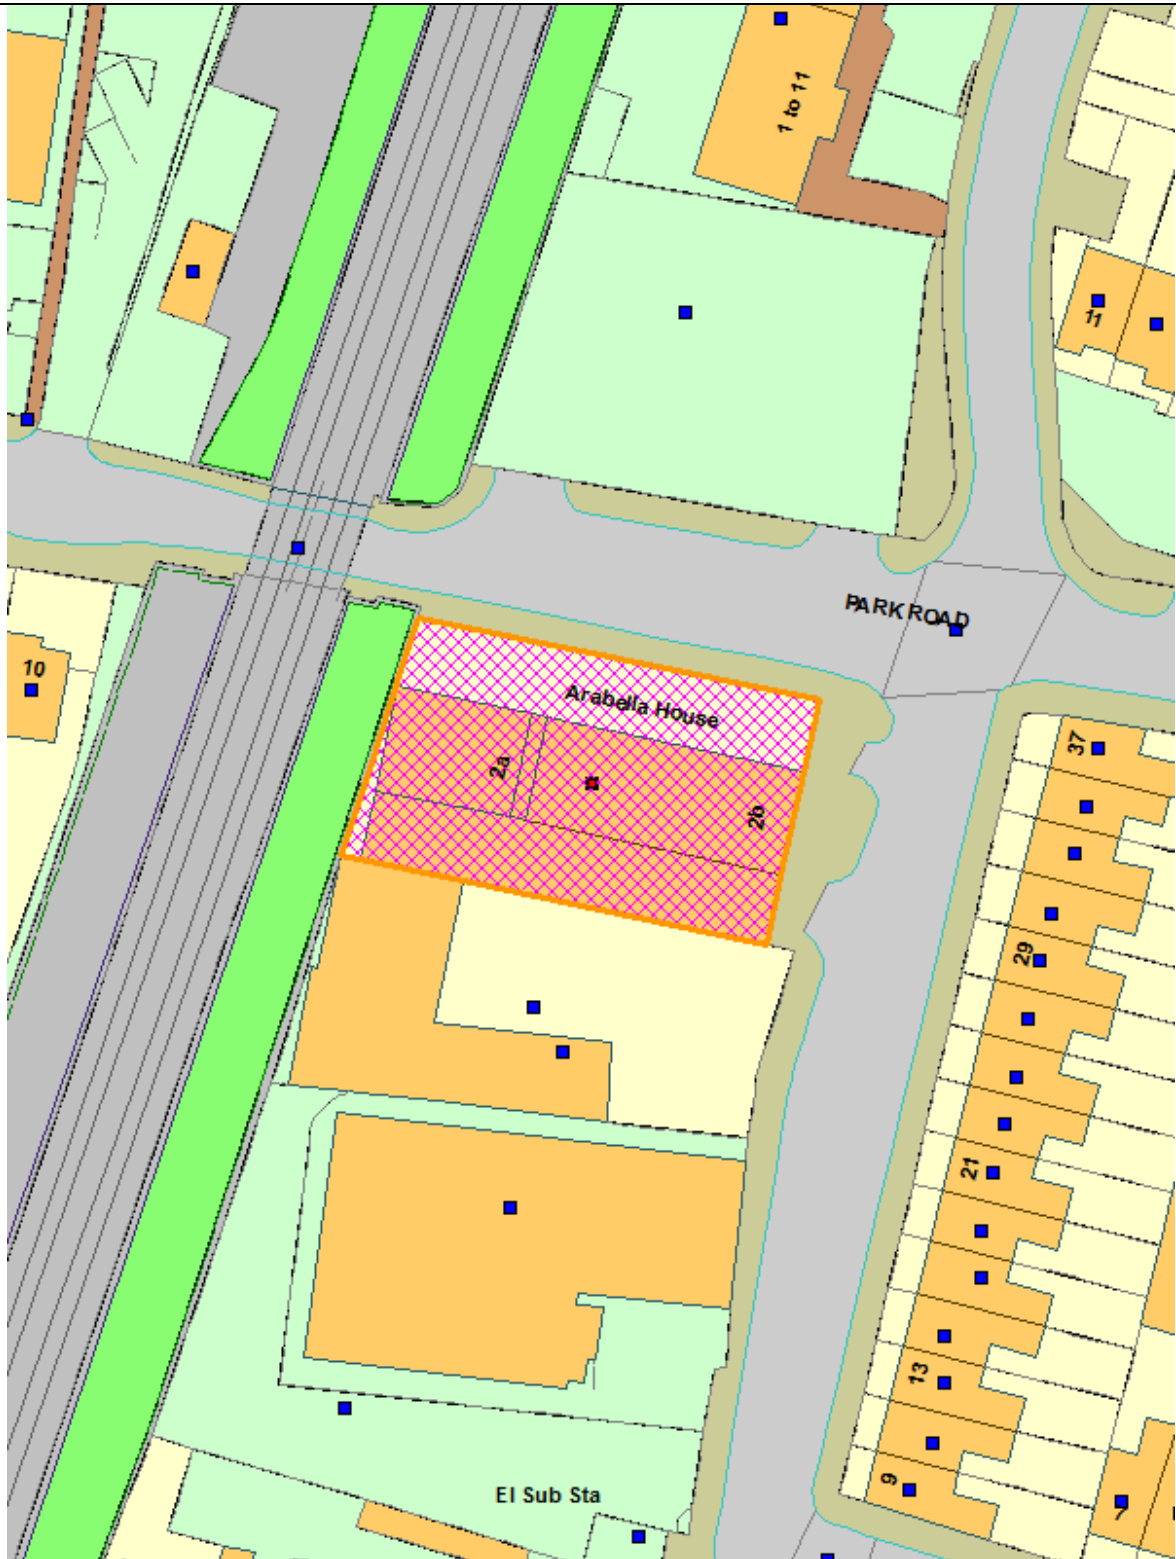 1 to 11
11
PARK ROAD
10
Arabella House
37
2a
2b
29
21
13
9
7
El Sub Sta